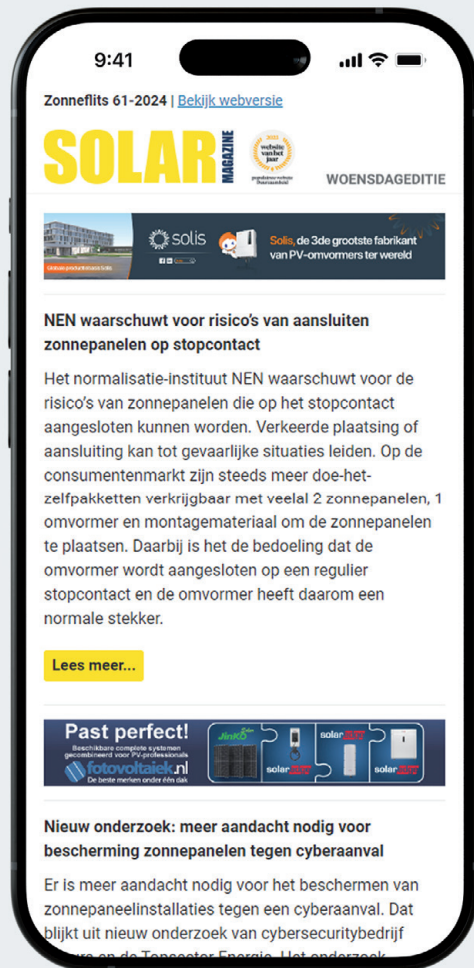 9:41
Zonneflits 61-2024 | Bekijk webversie
SOLAR MAGAZINE
2023
website
van het
jaar
populairste website
Duurzaamheid
WOENSDAGEDITIE
solis
Solis, de 3de grootste fabrikant
van PV-omvormers ter wereld
NEN waarschuwt voor risico's van aansluiten
zonnepanelen op stopcontact
Het normalisatie-instituut NEN waarschuwt voor de
risico's van zonnepanelen die op het stopcontact
aangesloten kunnen worden. Verkeerde plaatsing of
aansluiting kan tot gevaarlijke situaties leiden. Op de
consumentenmarkt zijn steeds meer doe-het-
zelfpakketten verkrijgbaar met veelal 2 zonnepanelen, 1
omvormer en montagemateriaal om de zonnepanelen
te plaatsen. Daarbij is het de bedoeling dat de
omvormer wordt aangesloten op een regulier
stopcontact en de omvormer heeft daarom een
normale stekker.
Lees meer...
Past perfect!
Beschikbare complete systemen
gecombineerd voor PV-professionals
fotovoltaiek.nl
De beste merken onder één dak
JinKO
solar
solar
solar
Nieuw onderzoek: meer aandacht nodig voor
bescherming zonnepanelen tegen cyberaanval
Er is meer aandacht nodig voor het beschermen van
zonnepaneelinstallaties tegen een cyberaanval. Dat
blijkt uit nieuw onderzoek van cybersecuritybedrijf
en de Topsector Energie. Het onderzoek